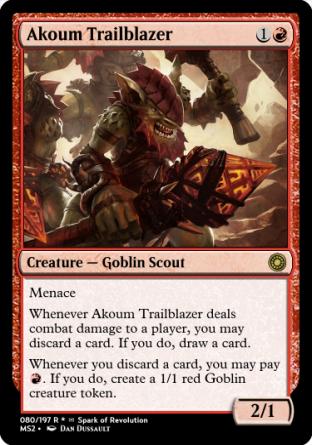 Akoum Trailblazer 1
Creature — Goblin Scout
Menace
Whenever Akoum Trailblazer deals
combat damage to a player, you may
discard a card. If you do, draw a card.
Whenever you discard a card, you may pay
. If you do, create a 1/1 red Goblin
creature token.
2/1
080/197 R * ∞ Spark of Revolution
MS2 • Dan Dussault